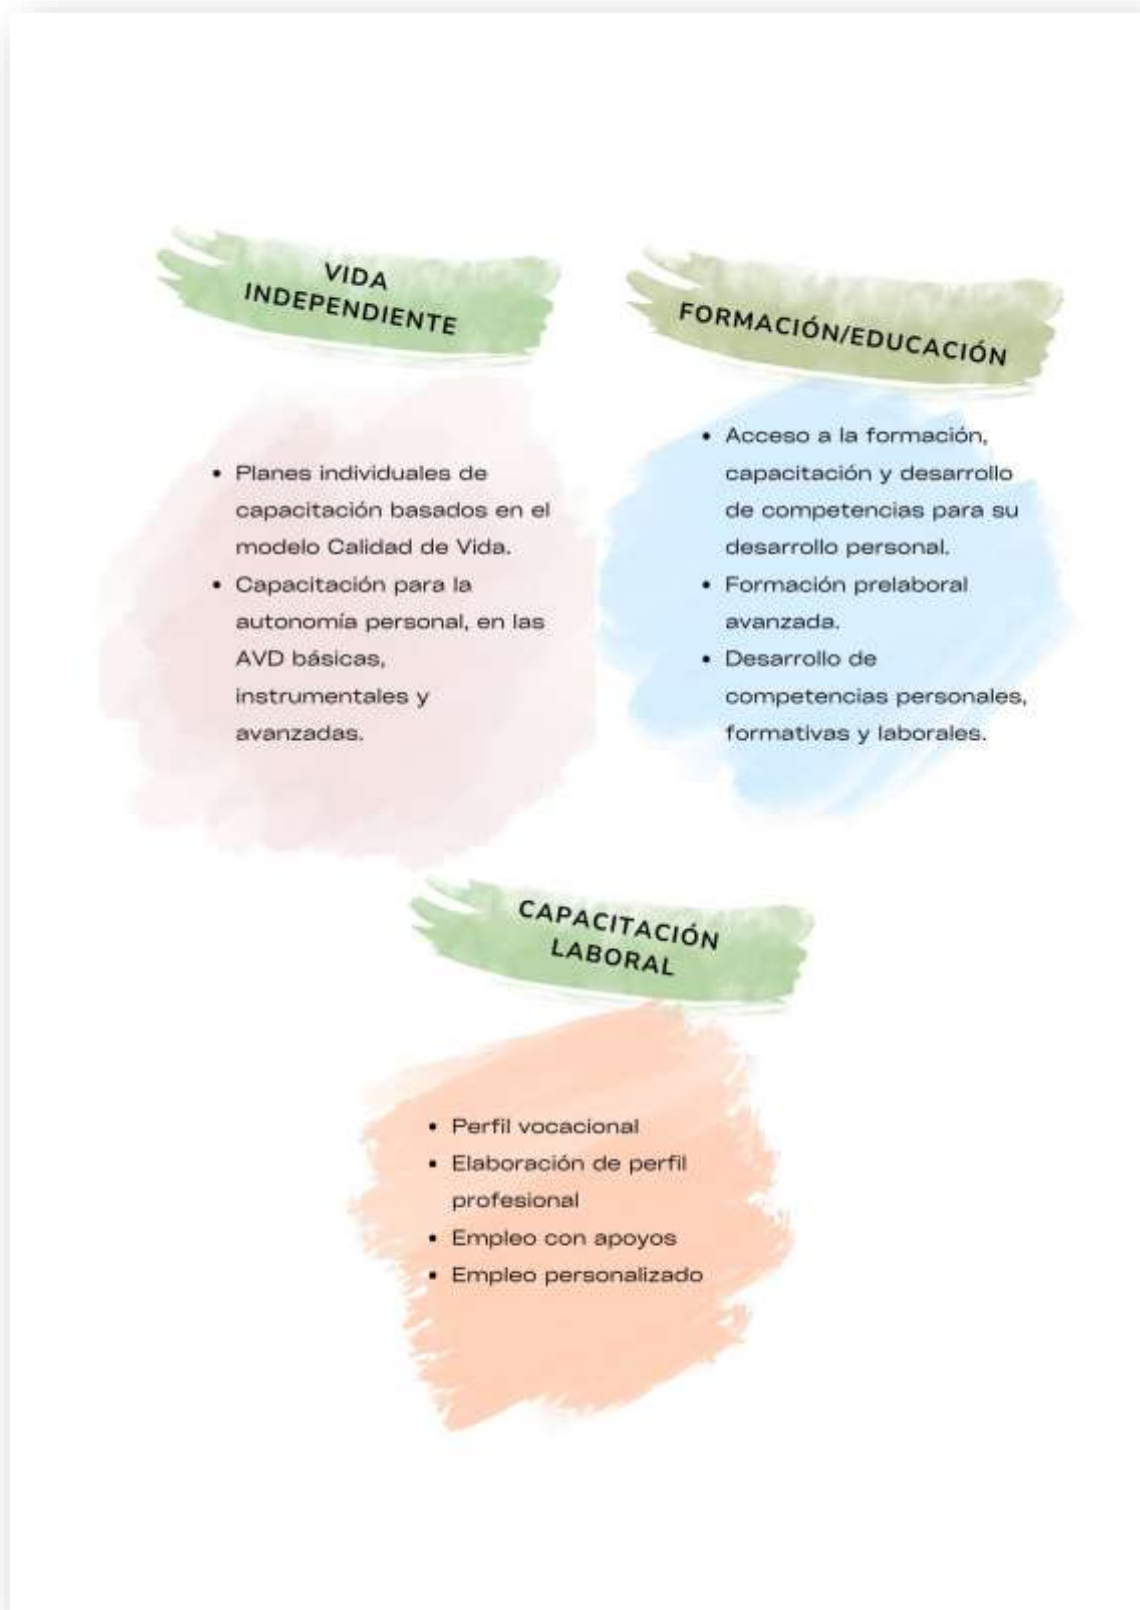 VIDA
INDEPENDIENTE
• Planes individuales de
capacitación basados en el
modelo Calidad de Vida.
• Capacitación para la
autonomía personal, en las
AVD básicas,
instrumentales y
avanzadas.
FORMACIÓN/EDUCACIÓN
• Acceso a la formación,
capacitación y desarrollo
de competencias para su
desarrollo personal.
• Formación prelaboral
avanzada.
• Desarrollo de
competencias personales,
formativas y laborales.
CAPACITACIÓN
LABORAL
• Perfil vocacional
• Elaboración de perfil
profesional
• Empleo con apoyos
• Empleo personalizado